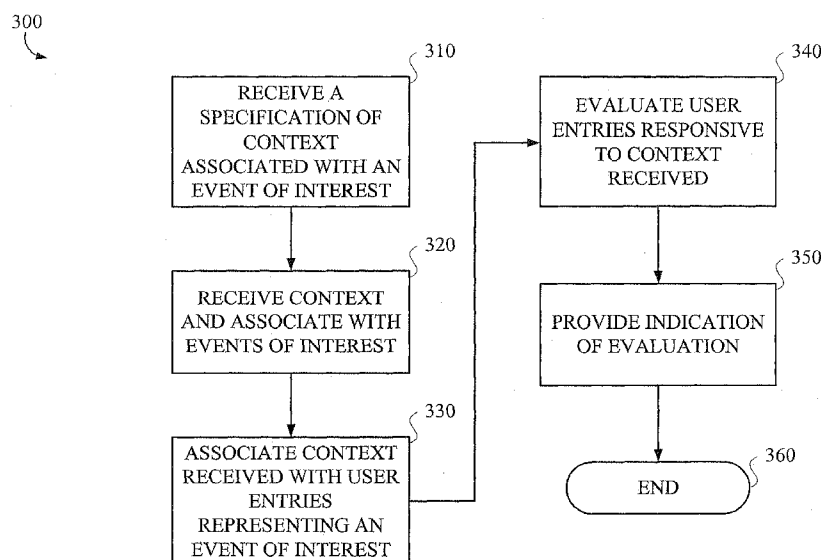 300
310
RECEIVE A
SPECIFICATION OF
CONTEXT
ASSOCIATED WITH AN
EVENT OF INTEREST
320
RECEIVE CONTEXT
AND ASSOCIATE WITH
EVENTS OF INTEREST
330
ASSOCIATE CONTEXT
RECEIVED WITH USER
ENTRIES
REPRESENTING AN
EVENT OF INTEREST
340
EVALUATE USER
ENTRIES RESPONSIVE
TO CONTEXT
RECEIVED
350
PROVIDE INDICATION
OF EVALUATION
360
END